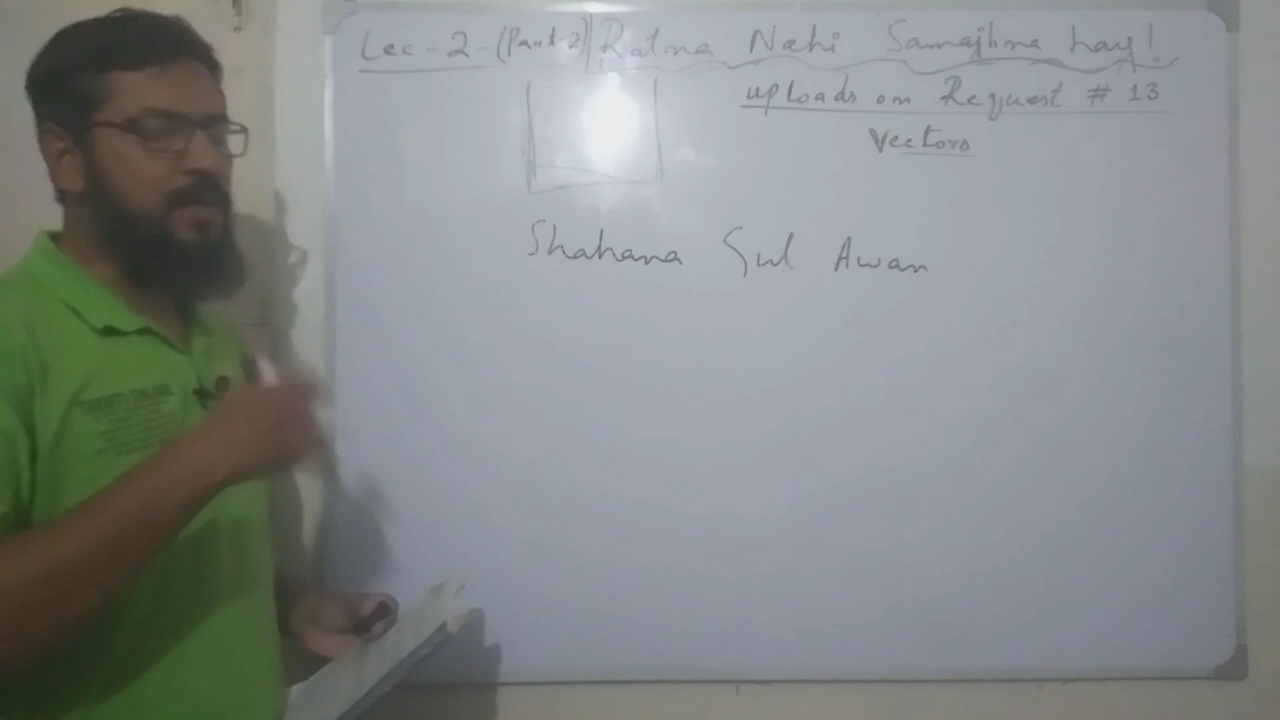 Lec - 2 - (Part-2) Ratna Nahi Samajhna hay!
uploads on Request # 13
Vectors
Shahana Gul Awan